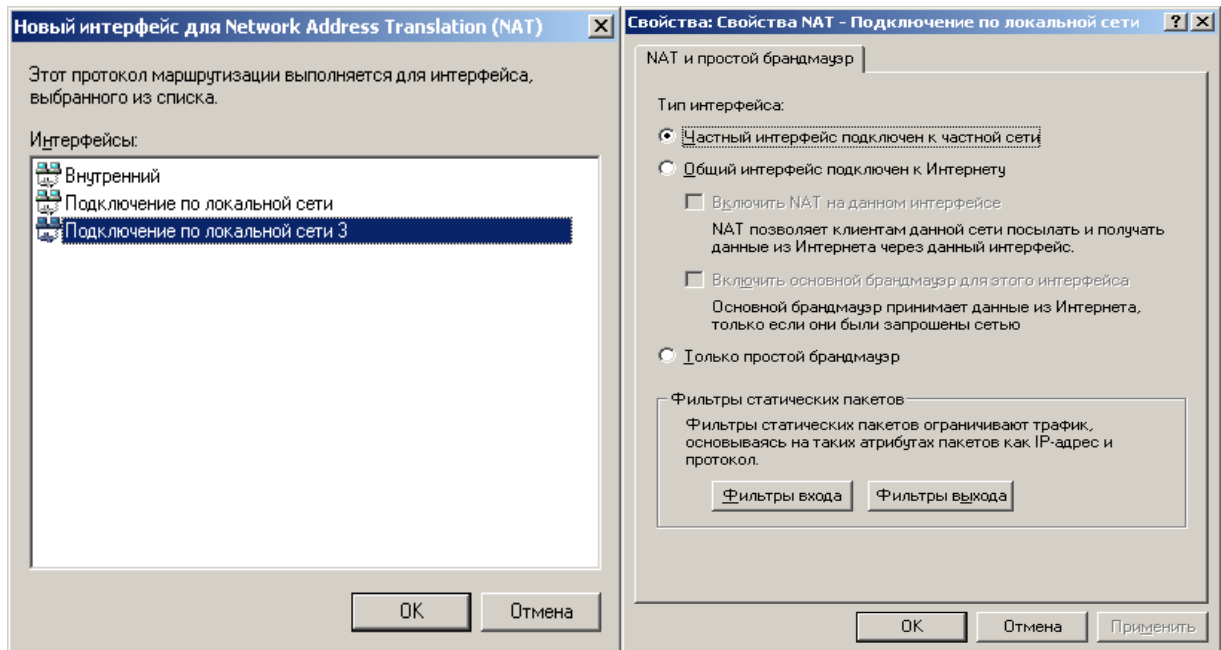 Новый интерфейс для Network Address Translation (NAT)
Этот протокол маршрутизации выполняется для интерфейса,
выбранного из списка.
Интерфейсы:
Внутренний
Подключение по локальной сети
Подключение по локальной сети 3
ОК
Отмена
Свойства: Свойства NAT - Подключение по локальной сети
NAT и простой брандмауэр
Тип интерфейса:
Частный интерфейс подключен к частной сети
Общий интерфейс подключен к Интернету
Включить NAT на данном интерфейсе
NAT позволяет клиентам данной сети посылать и получать
данные из Интернета через данный интерфейс.
Включить основной брандмауэр для этого интерфейса
Основной брандмауэр принимает данные из Интернета,
только если они были запрошены сетью
Только простой брандмауэр
Фильтры статических пакетов
Фильтры статических пакетов ограничивают трафик,
основываясь на таких атрибутах пакетов как IP-адрес и
протокол.
Фильтры входа
Фильтры выхода
ОК
Отмена
Применить